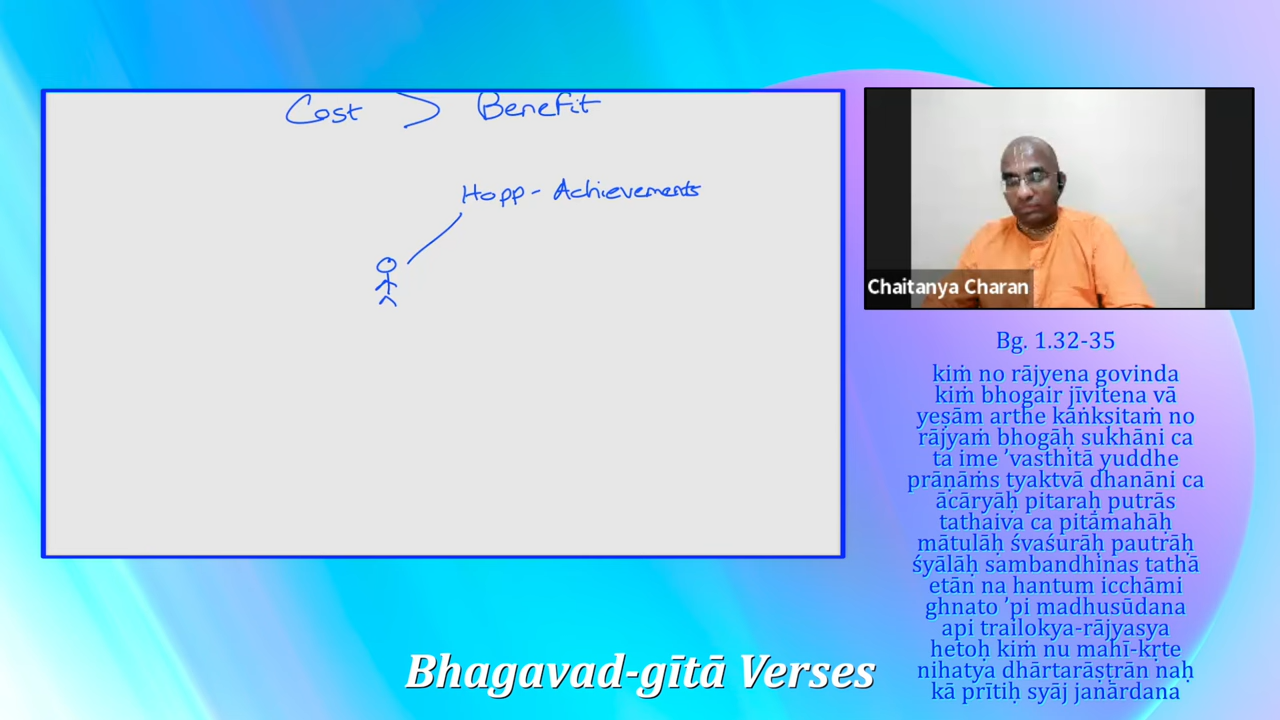 Cost > Benefit
Hopp - Achievements
Chaitanya Charan
Bg. 1.32-35
kiṁ no rājyena govinda
kiṁ bhogair jīvitena vā
yeṣām arthe kāṅkṣitaṁ no
rājyaṁ bhogāḥ sukhāni ca
ta ime ’vasthitā yuddhe
prāṇāṁs tyaktvā dhanāni ca
ācāryāḥ pitaraḥ putrās
tathaiva ca pitāmahāḥ
mātulāḥ śvaśurāḥ pautrāḥ
śyālāḥ sambandhinas tathā
etān na hantum icchāmi
ghnato ’pi madhusūdana
api trailokya-rājyasya
hetoḥ kiṁ nu mahī-kṛte
nihatya dhārtarāṣṭrān naḥ
kā prītiḥ syāj janārdana
Bhagavad-gītā Verses